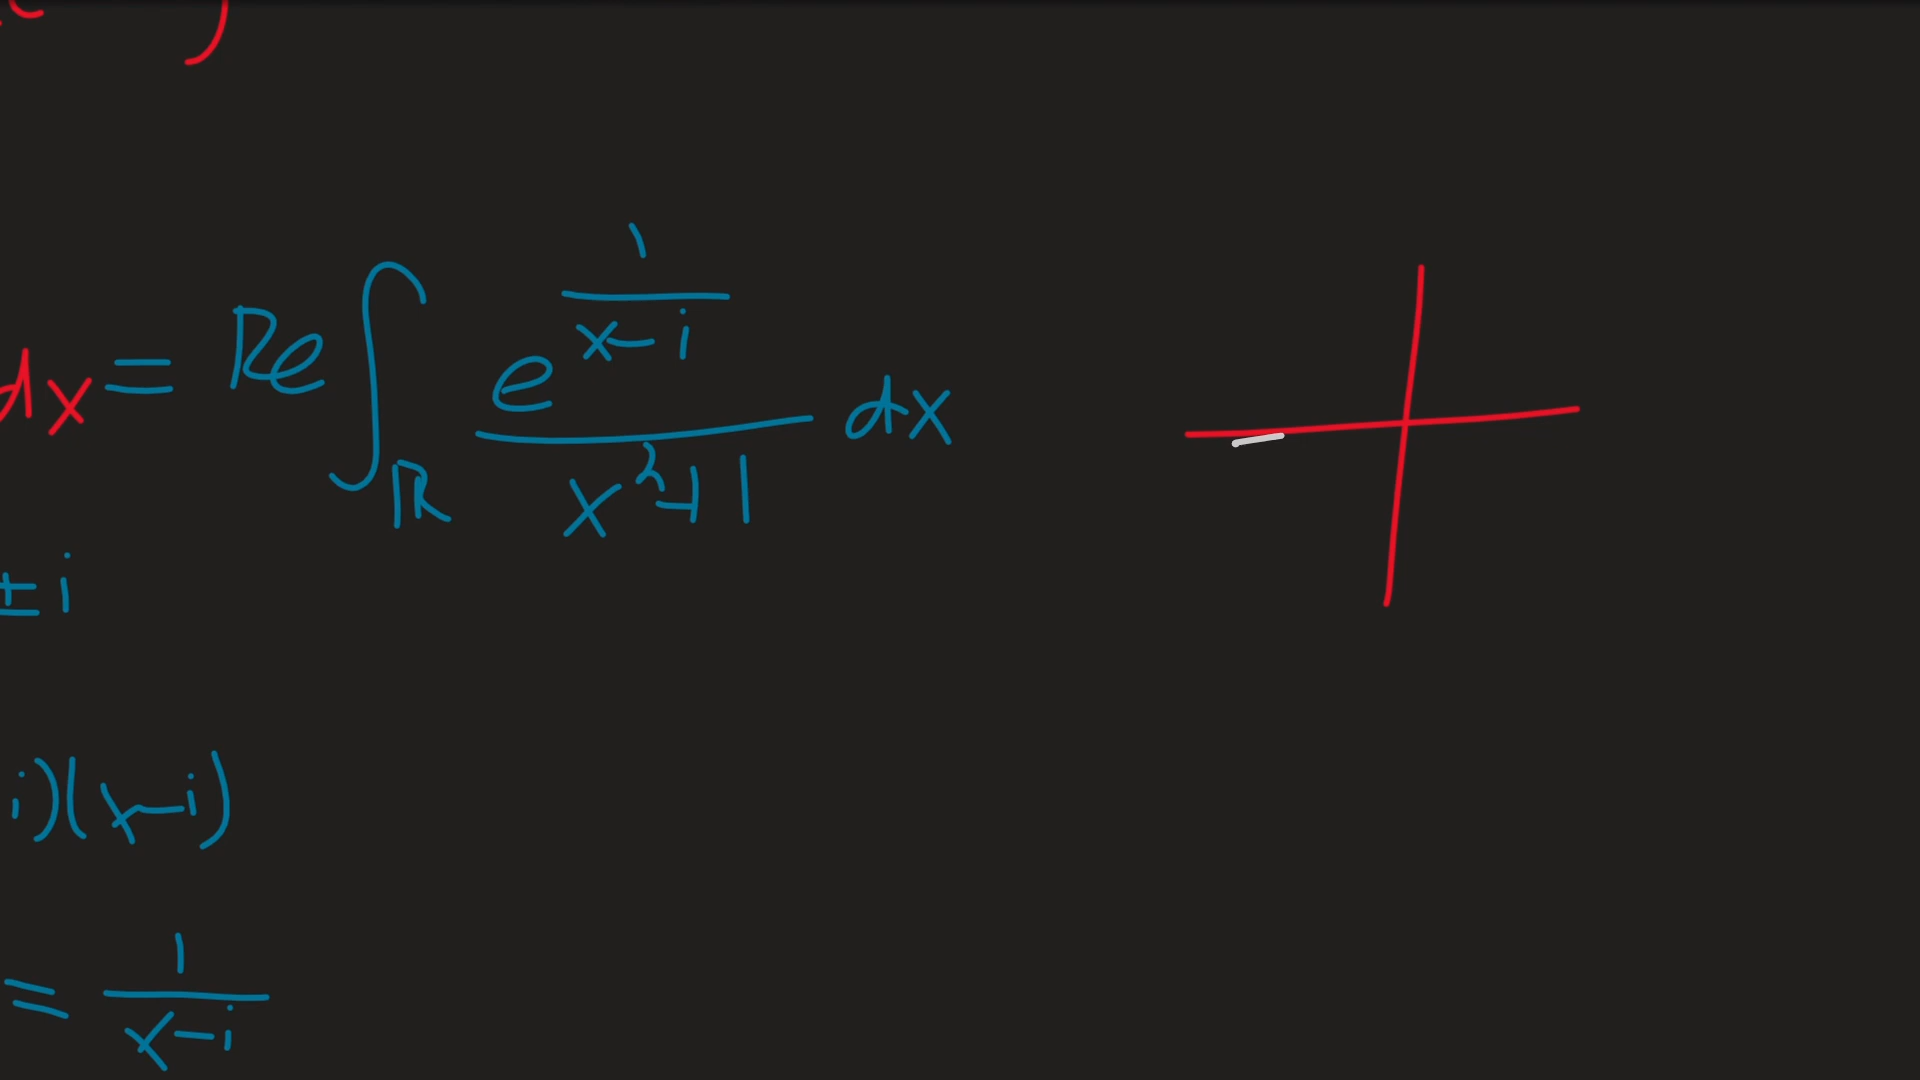 )
dx = Re ∫_ℝ e^{1/(x-i)} / (x²+1) dx
± i
i)(x-i)
= 1/(x-i)